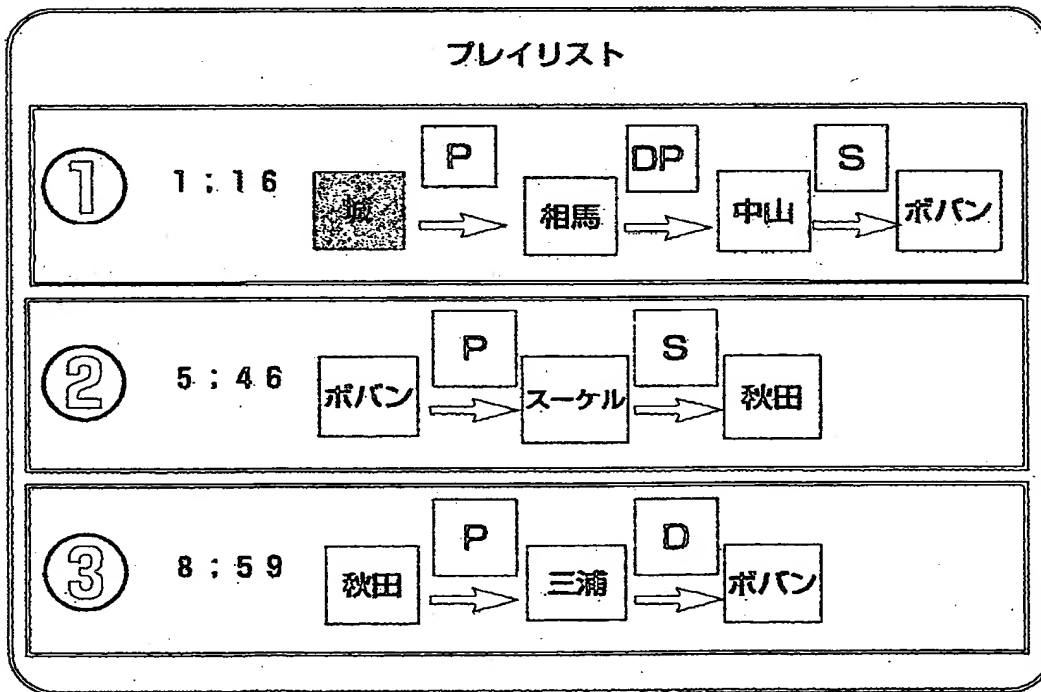 プレイリスト
P DP S
① 1;16 城 相馬 中山 ボバン
P S
② 5;46 ボバン スーケル 秋田
P D
③ 8;59 秋田 三浦 ボバン